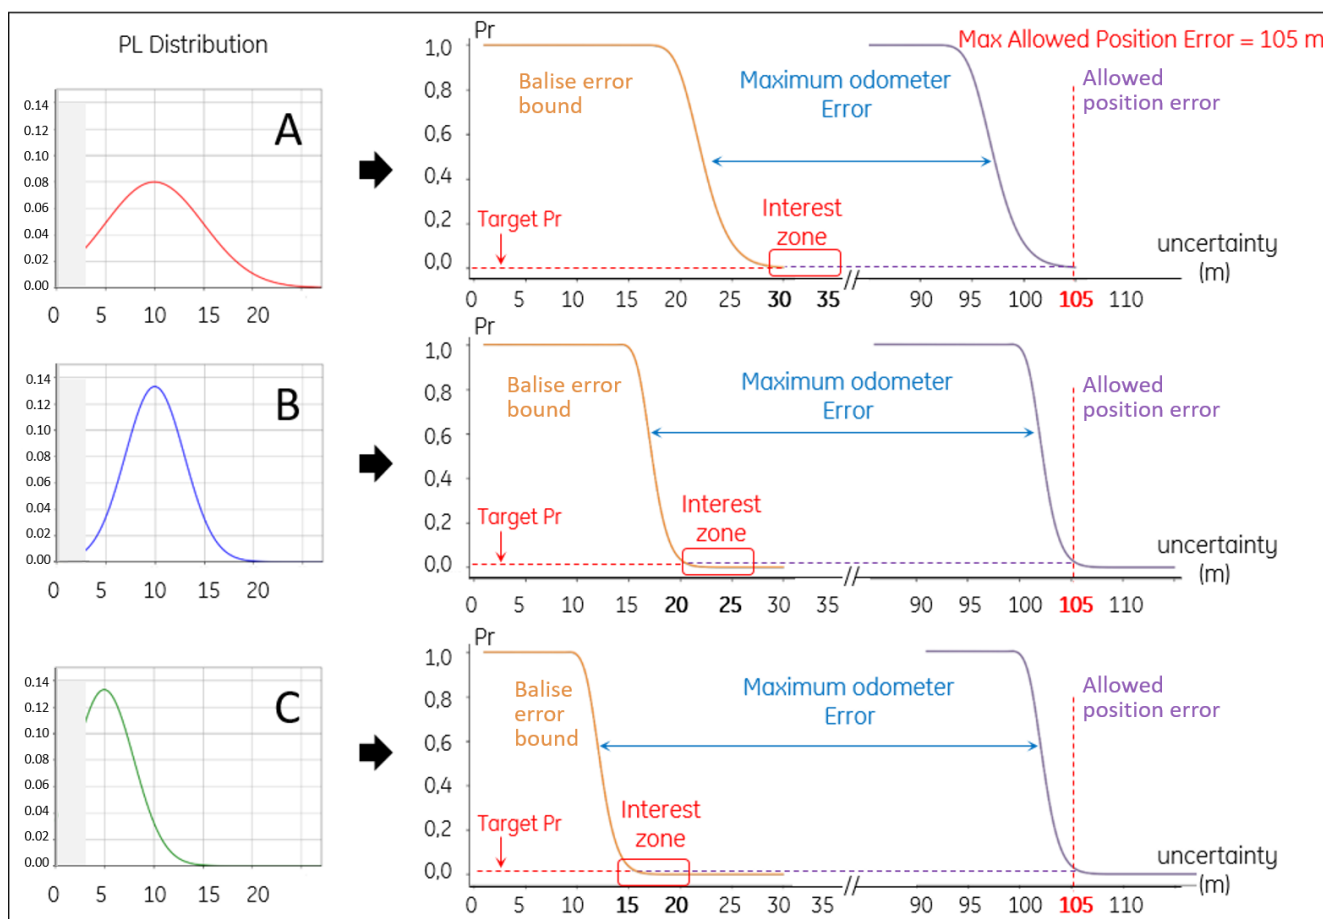 PL Distribution
A
0.14
0.12
0.10
0.08
0.06
0.04
0.02
0.00
0 5 10 15 20
Pr
1,0
0,8
0,6
0,4
0,2
0,0
Balise error
bound
Maximum odometer
Error
Max Allowed Position Error = 105 m
Allowed
position error
Target Pr
Interest
zone
uncertainty
(m)
0 5 10 15 20 25 30 35 // 90 95 100 105 110
B
0.14
0.12
0.10
0.08
0.06
0.04
0.02
0.00
0 5 10 15 20
Pr
1,0
0,8
0,6
0,4
0,2
0,0
Balise error
bound
Maximum odometer
Error
Allowed
position error
Target Pr
Interest
zone
uncertainty
(m)
0 5 10 15 20 25 30 35 // 90 95 100 105 110
C
0.14
0.12
0.10
0.08
0.06
0.04
0.02
0.00
0 5 10 15 20
Pr
1,0
0,8
0,6
0,4
0,2
0,0
Balise
error
bound
Maximum odometer
Error
Allowed
position error
Target Pr
Interest
zone
uncertainty
(m)
0 5 10 15 20 25 30 35 // 90 95 100 105 110